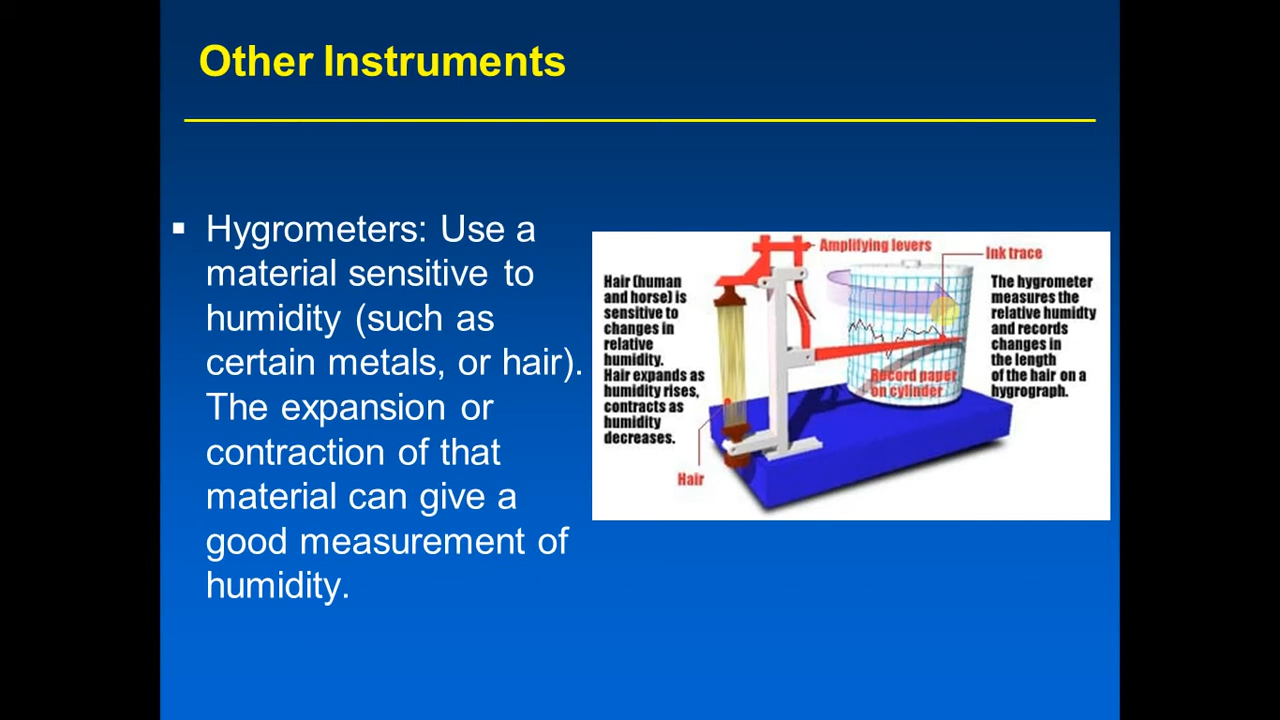 Other Instruments
▪ Hygrometers: Use a
material sensitive to
humidity (such as
certain metals, or hair).
The expansion or
contraction of that
material can give a
good measurement of
humidity.
Amplifying levers
Ink trace
Hair (human
and horse) is
sensitive to
changes in
relative
humidity.
Hair expands as
humidity rises,
contracts as
humidity
decreases.
The hygrometer
measures the
relative humidty
and records
changes in
the length
of the hair on a
hygrograph.
Record paper
on cylinder
Hair